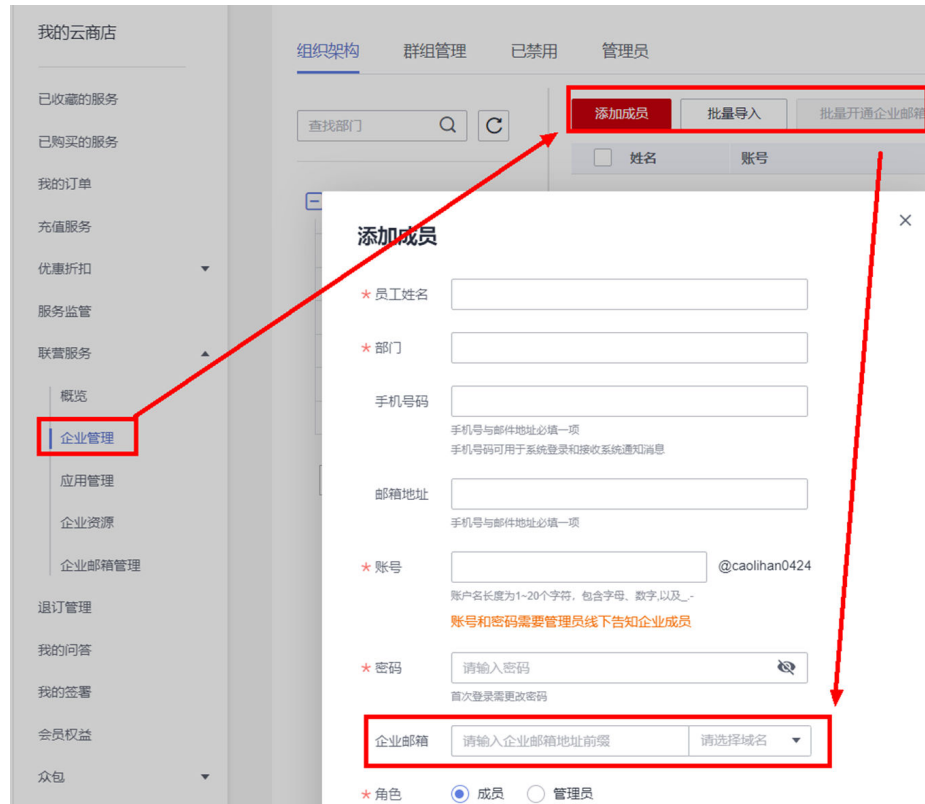 我的云商店
已收藏的服务
已购买的服务
我的订单
充值服务
优惠折扣
服务监管
联营服务
概览
企业管理
应用管理
企业资源
企业邮箱管理
退订管理
我的问答
我的签署
会员权益
众包
组织架构 群组管理 已禁用 管理员
查找部门
添加成员 批量导入 批量开通企业邮箱
姓名 账号
添加成员
* 员工姓名
* 部门
手机号码
手机号与邮件地址必填一项
手机号码可用于系统登录和接收系统通知消息
邮箱地址
手机号与邮件地址必填一项
* 账号 @caolihan0424
账户名长度为1~20个字符，包含字母、数字,以及_.-
账号和密码需要管理员线下告知企业成员
* 密码 请输入密码
首次登录需更改密码
企业邮箱 请输入企业邮箱地址前缀 请选择域名
* 角色 成员 管理员